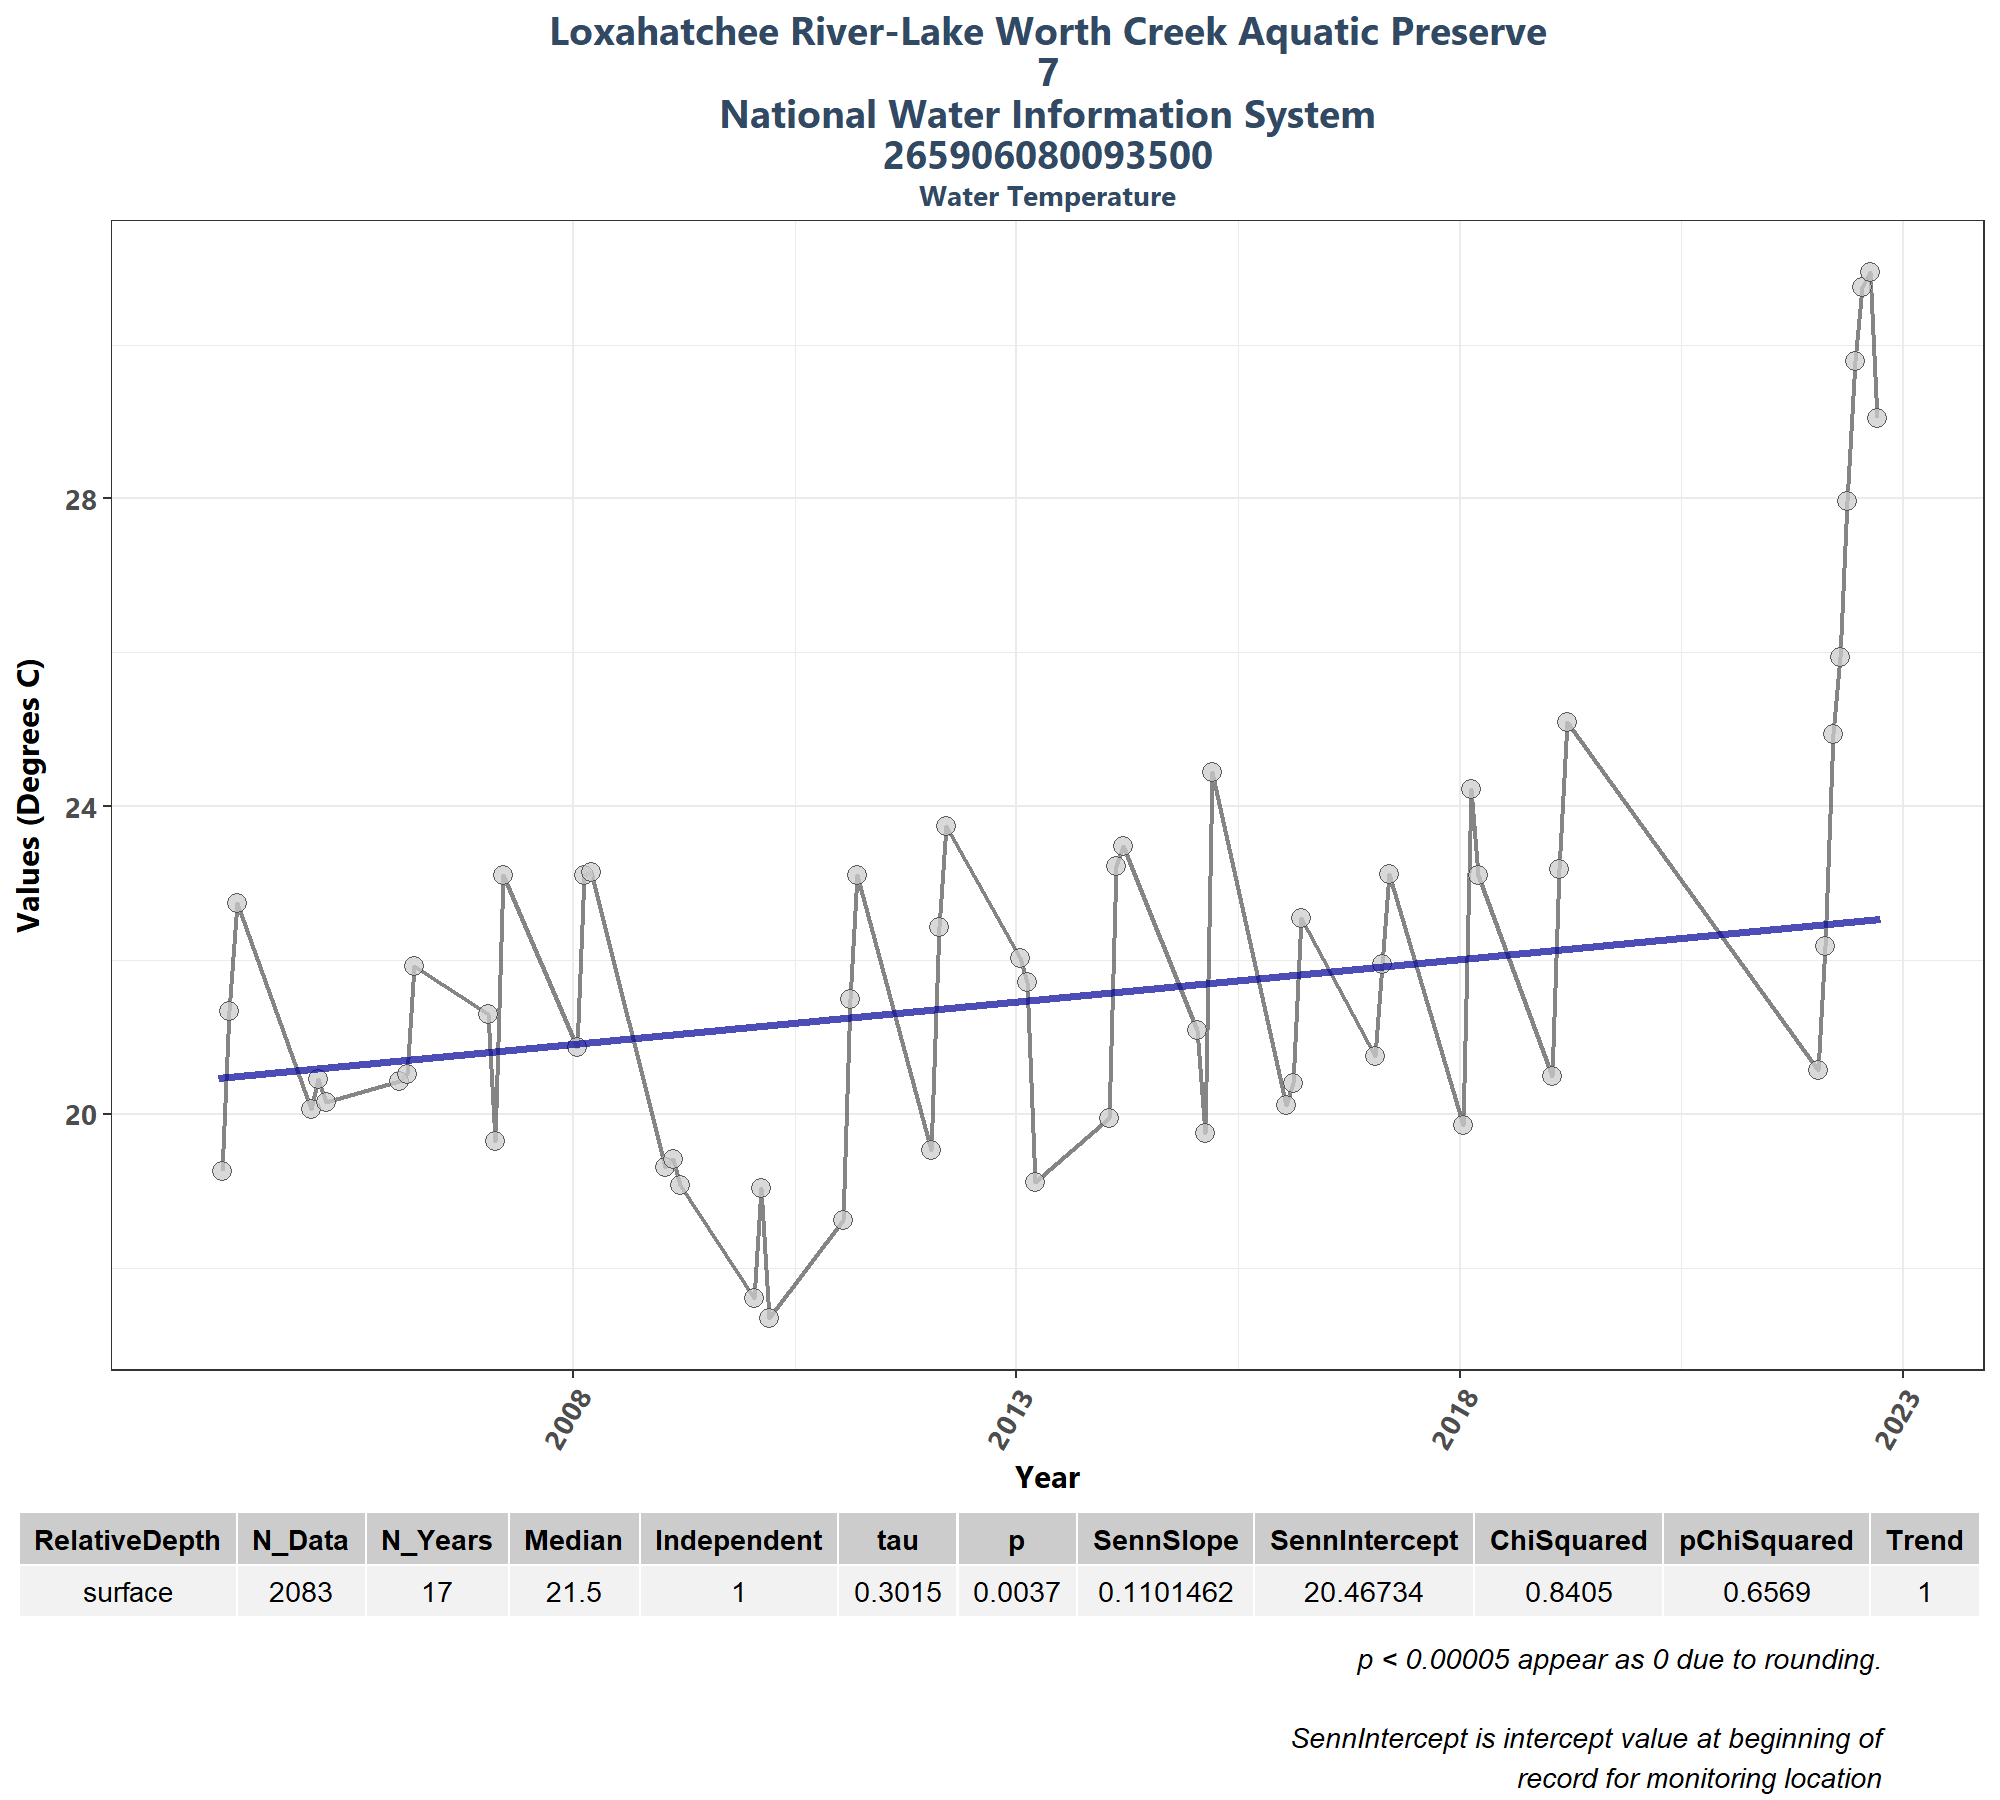 Loxahatchee River-Lake Worth Creek Aquatic Preserve
7
National Water Information System
265906080093500
Water Temperature
Values (Degrees C)
28
24
20
2008
2013
2018
2023
Year
RelativeDepth N_Data N_Years Median Independent tau p SennSlope SennIntercept ChiSquared pChiSquared Trend
surface 2083 17 21.5 1 0.3015 0.0037 0.1101462 20.46734 0.8405 0.6569 1
p < 0.00005 appear as 0 due to rounding.
SennIntercept is intercept value at beginning of
record for monitoring location